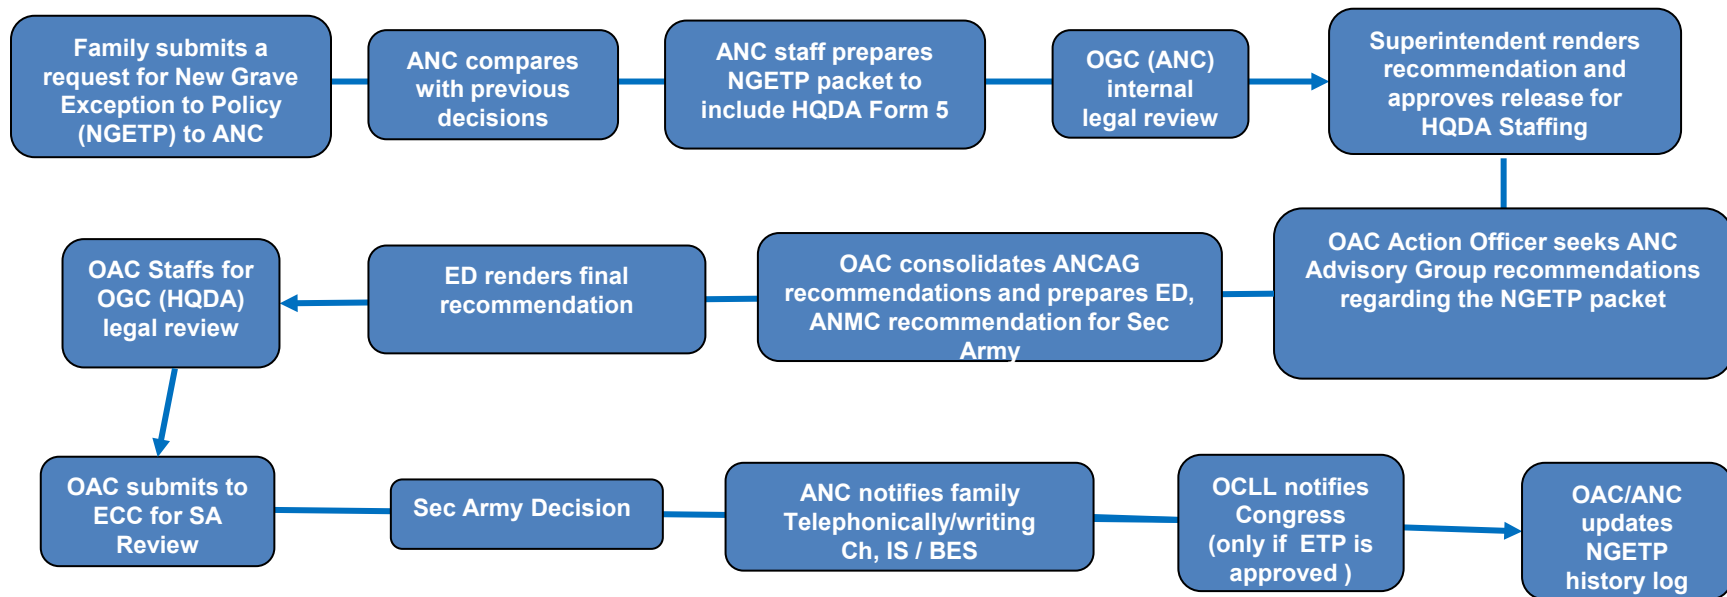 Family submits a
request for New Grave
Exception to Policy
(NGETP) to ANC
ANC compares
with previous
decisions
ANC staff prepares
NGETP packet to
include HQDA Form 5
OGC (ANC)
internal
legal review
Superintendent renders
recommendation and
approves release for
HQDA Staffing
OAC Action Officer seeks ANC
Advisory Group recommendations
regarding the NGETP packet
OAC consolidates ANCAG
recommendations and prepares ED,
ANMC recommendation for Sec
Army
ED renders final
recommendation
OAC Staffs for
OGC (HQDA)
legal review
OAC submits to
ECC for SA
Review
Sec Army Decision
ANC notifies family
Telephonically/writing
Ch, IS / BES
OCLL notifies
Congress
(only if  ETP is
approved )
OAC/ANC
updates
NGETP
history log